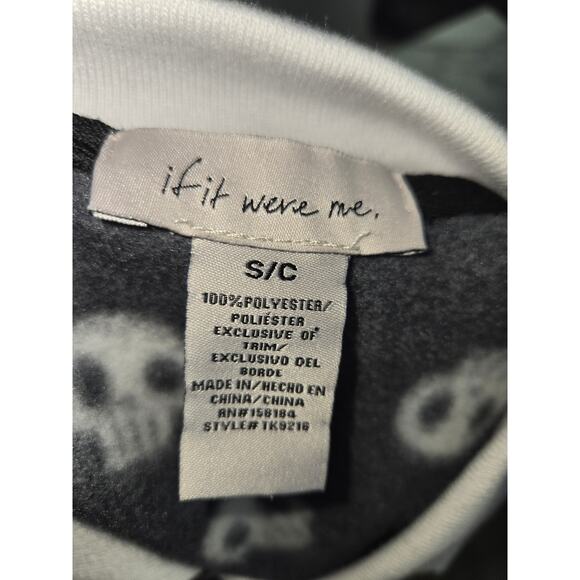 if it were me.
S/C
100%POLYESTER/
POLIÉSTER
EXCLUSIVE OF
TRIM/
EXCLUSIVO DEL
BORDE
MADE IN/HECHO EN
CHINA/CHINA
RN#158184
STYLE#TK9216